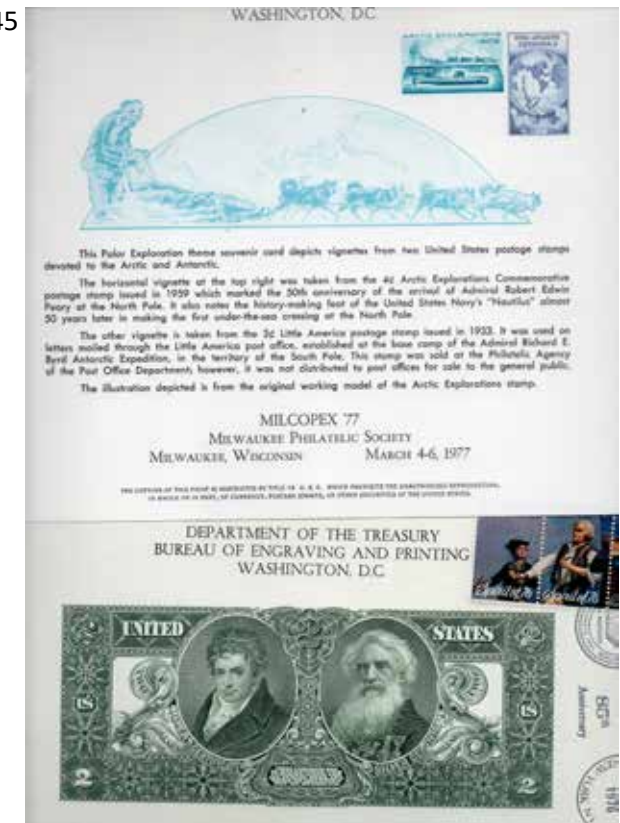 45
WASHINGTON, D.C.
ARCTIC EXPLORATIONS
This Polar Exploration theme souvenir card depicts vignettes from two United States postage stamps
devoted to the Arctic and Antarctic.
The horizontal vignette at the top right was taken from the 4¢ Arctic Explorations Commemorative
postage stamp issued in 1959 which marked the 50th anniversary of the arrival of Admiral Robert Edwin
Peary at the North Pole. It also notes the history-making feat of the United States Navy's "Nautilus" almost
50 years later in making the first under-the-sea crossing at the North Pole.
The other vignette is taken from the 3¢ Little America postage stamp issued in 1933. It was used on
letters mailed through the Little America post office, established at the base camp of the Admiral Richard E.
Byrd Antarctic Expedition, in the territory of the South Pole. This stamp was sold at the Philatelic Agency
of the Post Office Department; however, it was not distributed to post offices for sale to the general public.
The illustration depicted is from the original working model of the Arctic Explorations stamp.
MILCOPEX '77
MILWAUKEE PHILATELIC SOCIETY
MILWAUKEE, WISCONSIN MARCH 4-6, 1977
DEPARTMENT OF THE TREASURY
BUREAU OF ENGRAVING AND PRINTING
WASHINGTON, D.C.
Spirit of 76
Spirit of 76
UNITED STATES
2 2
85th
Anniversary
1976